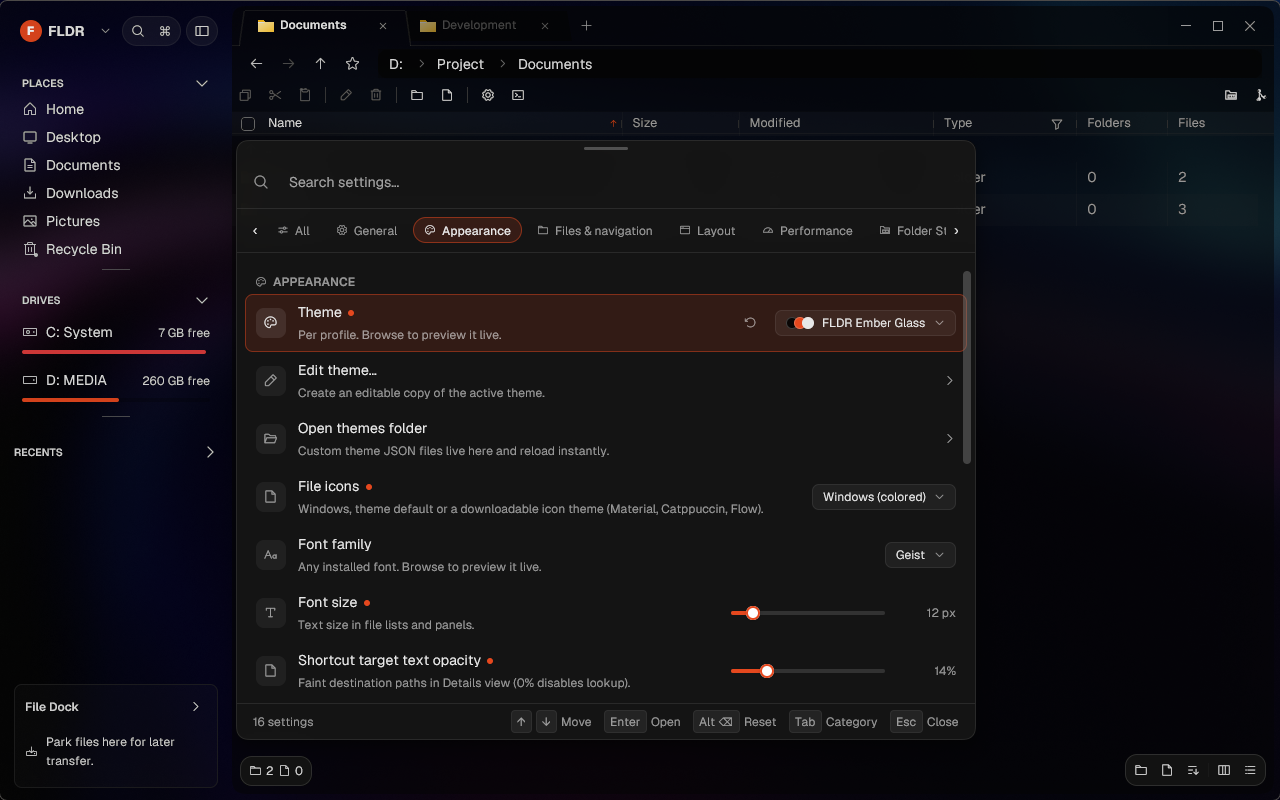 F FLDR
⌘
Documents
Development
D: Project Documents
PLACES
Home
Desktop
Documents
Downloads
Pictures
Recycle Bin
DRIVES
C: System 7 GB free
D: MEDIA 260 GB free
RECENTS
File Dock
Park files here for later
transfer.
Name Size Modified Type Folders Files
er 0 2
er 0 3
Search settings...
All General Appearance Files & navigation Layout Performance Folder St
APPEARANCE
Theme
Per profile. Browse to preview it live.
FLDR Ember Glass
Edit theme...
Create an editable copy of the active theme.
Open themes folder
Custom theme JSON files live here and reload instantly.
File icons
Windows, theme default or a downloadable icon theme (Material, Catppuccin, Flow).
Windows (colored)
Aa
Font family
Any installed font. Browse to preview it live.
Geist
Font size
Text size in file lists and panels.
12 px
Shortcut target text opacity
Faint destination paths in Details view (0% disables lookup).
14%
16 settings
↑ ↓ Move Enter Open Alt ⌫ Reset Tab Category Esc Close
2 0